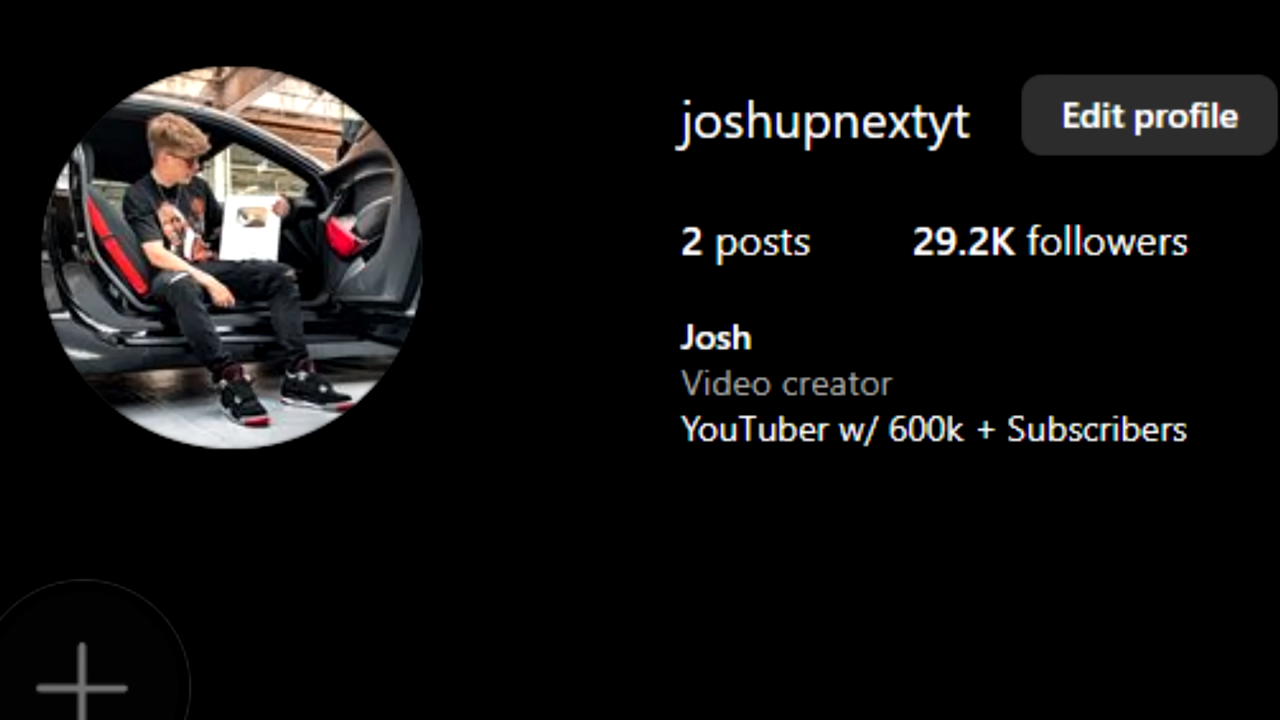 joshupnextyt Edit profile
2 posts 29.2K followers
Josh
Video creator
YouTuber w/ 600k + Subscribers